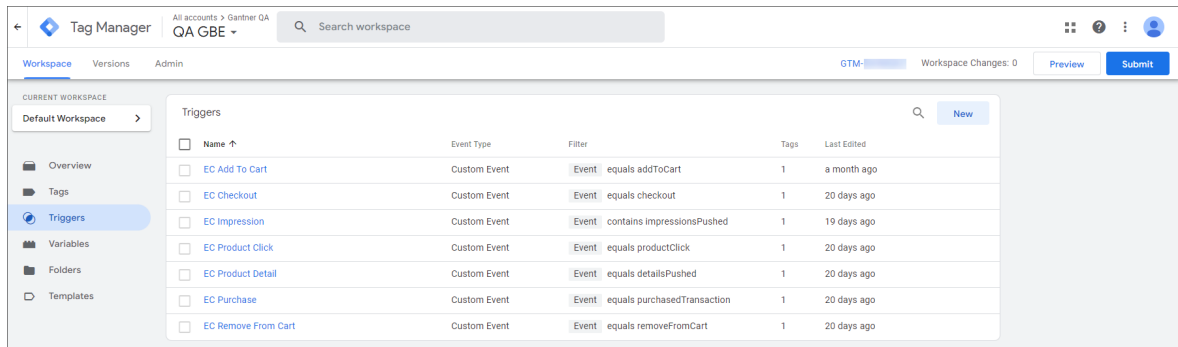 Tag Manager
All accounts > Gantner QA
QA GBE
Search workspace
Workspace Versions Admin
GTM- Workspace Changes: 0 Preview Submit
CURRENT WORKSPACE
Default Workspace
Overview
Tags
Triggers
Variables
Folders
Templates
Triggers
New
Name Event Type Filter Tags Last Edited
EC Add To Cart Custom Event Event equals addToCart 1 a month ago
EC Checkout Custom Event Event equals checkout 1 20 days ago
EC Impression Custom Event Event contains impressionsPushed 1 19 days ago
EC Product Click Custom Event Event equals productClick 1 20 days ago
EC Product Detail Custom Event Event equals detailsPushed 1 20 days ago
EC Purchase Custom Event Event equals purchasedTransaction 1 20 days ago
EC Remove From Cart Custom Event Event equals removeFromCart 1 20 days ago